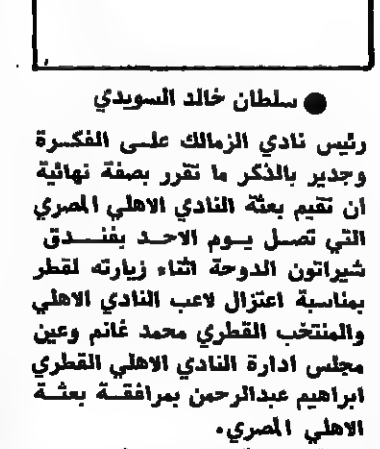 ● سلطان خالد السويدي
رئيس نادي الزمالك على الفكرة
وجدير بالذكر ما تقرر بصفة نهائية
ان تقيم بعثة النادي الاهلي المصري
التي تصل يوم الاحد بفندق
شيراتون الدوحة اثناء زيارته لقطر
بمناسبة اعتزال لاعب النادي الاهلي
والمنتخب القطري محمد غانم وعين
مجلس ادارة النادي الاهلي القطري
ابراهيم عبدالرحمن بمرافقة بعثة
الاهلي المصري.